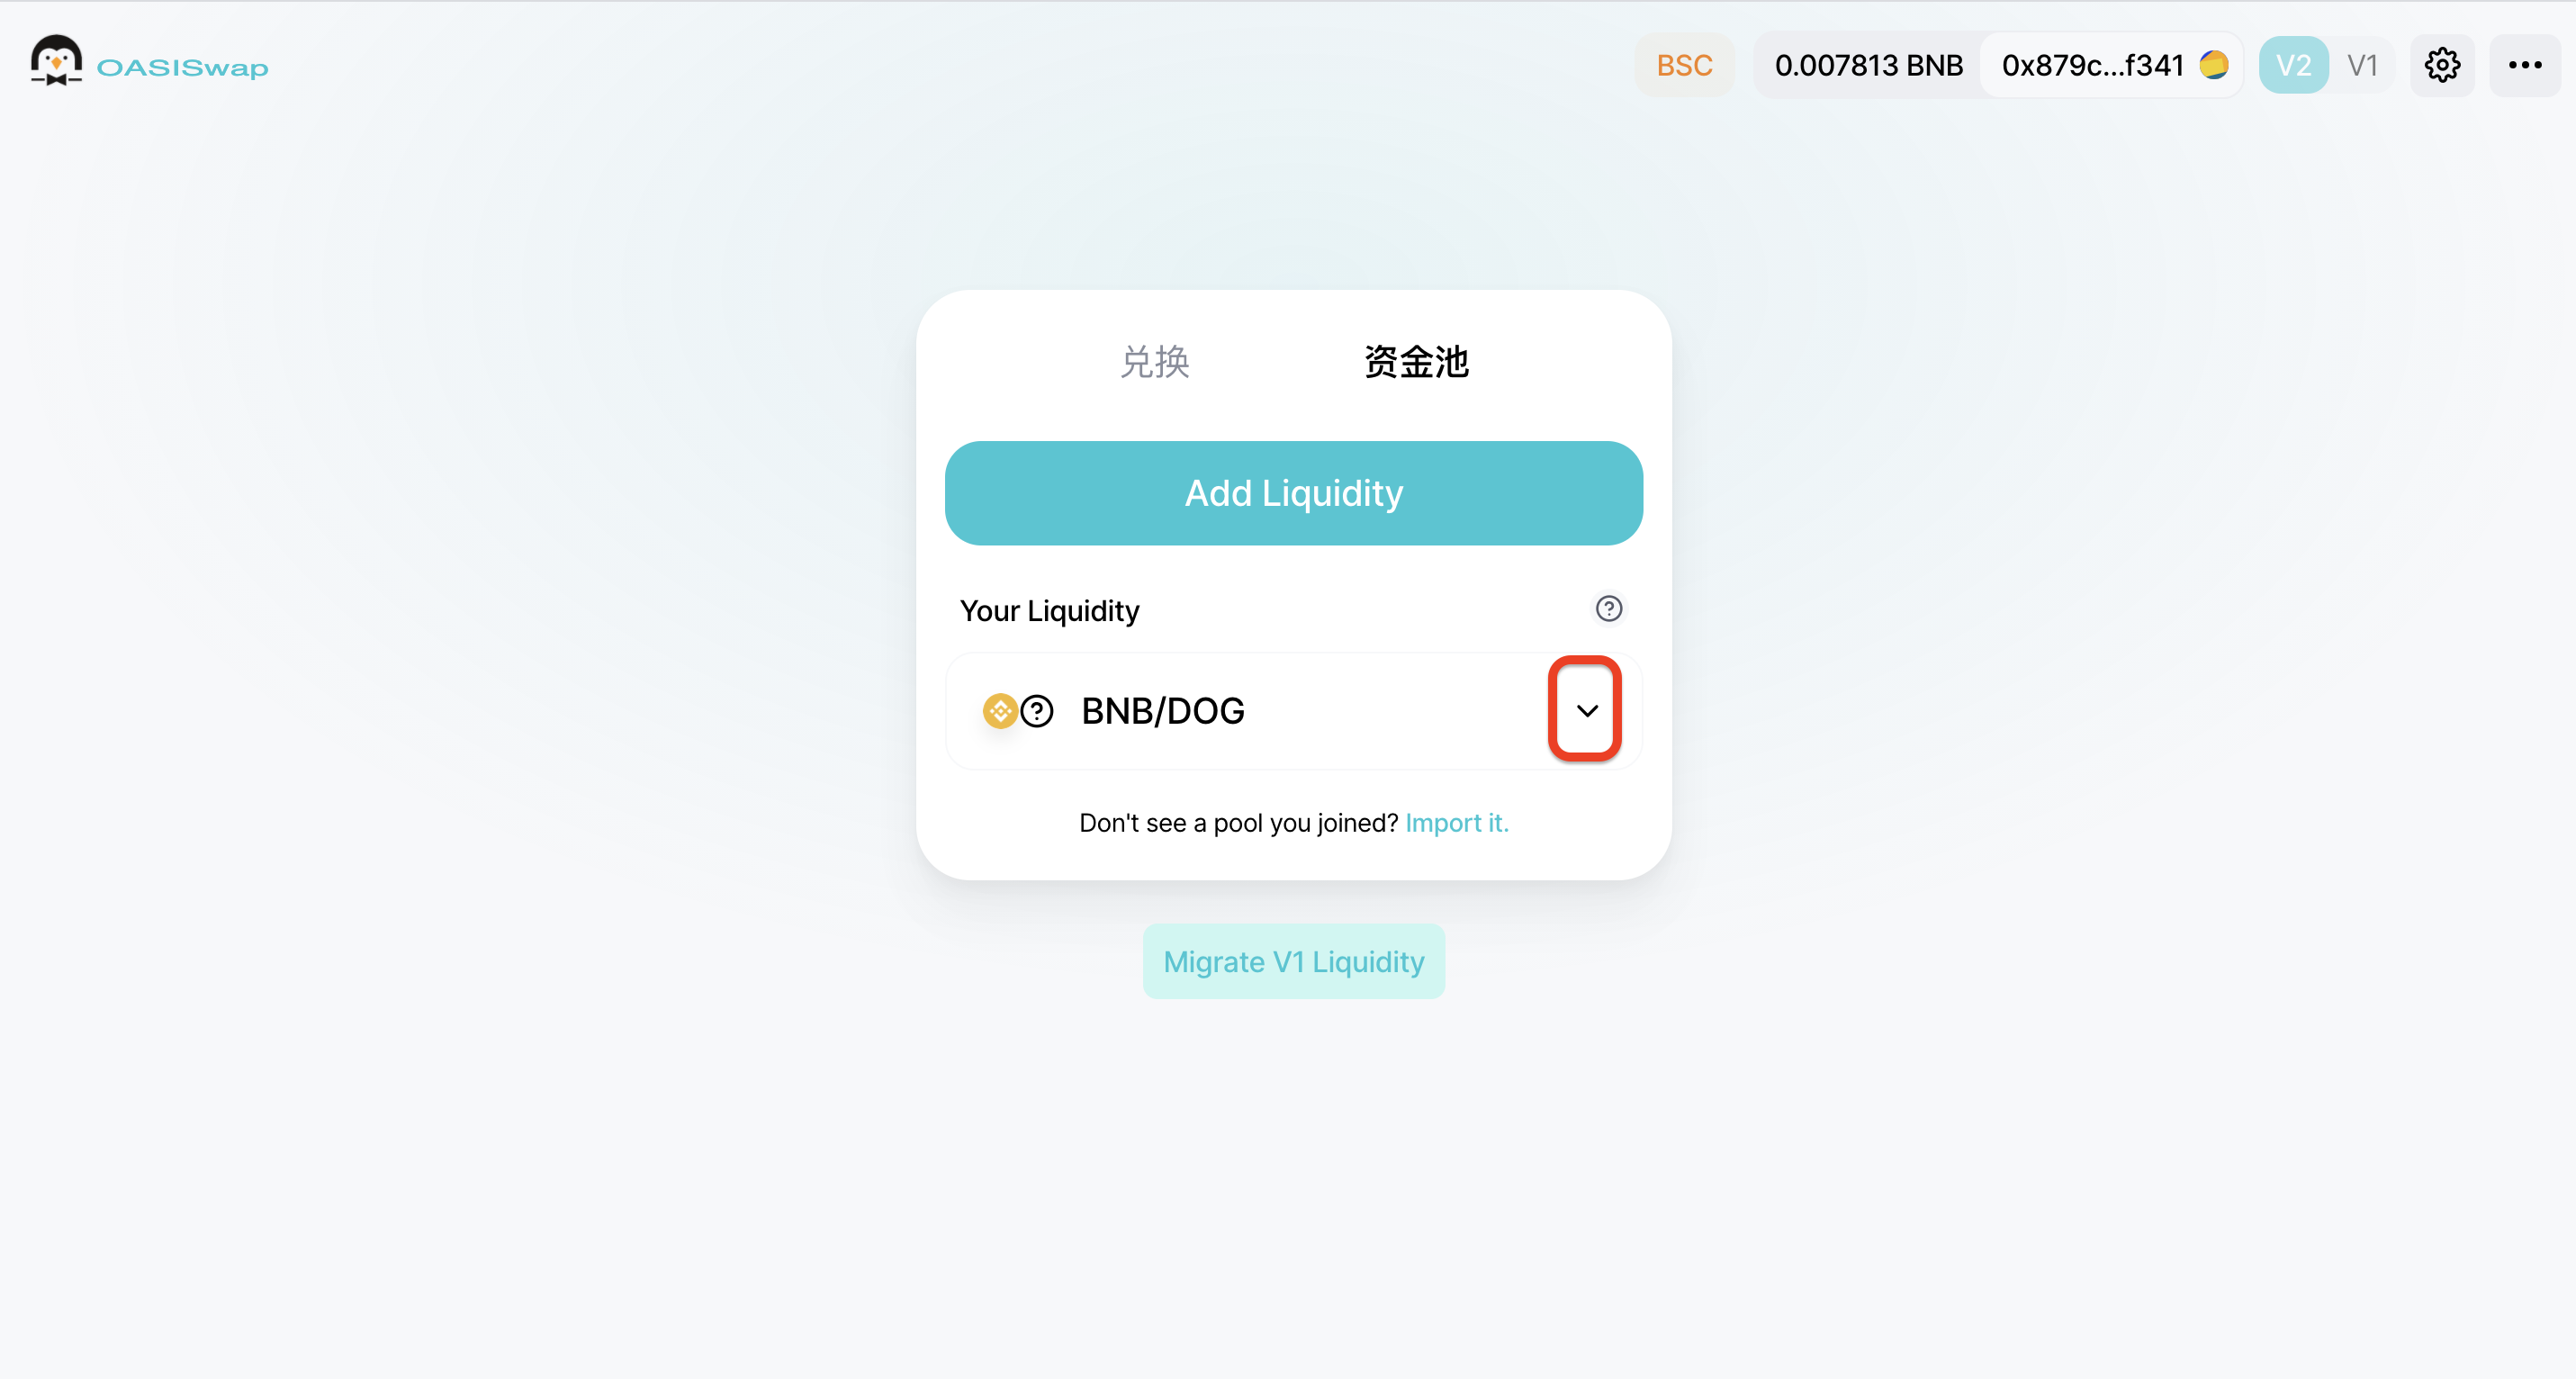 OASISwap
BSC
0.007813 BNB
0x879c...f341
V2
V1
兑换
资金池
Add Liquidity
Your Liquidity
BNB/DOG
Don't see a pool you joined? Import it.
Migrate V1 Liquidity